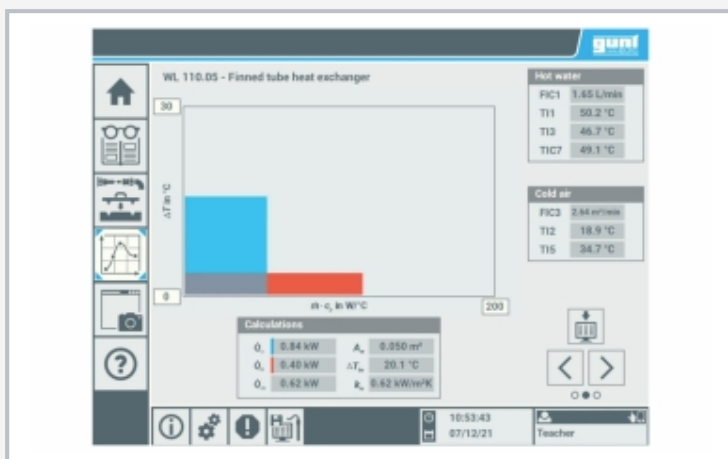 gunt
WL 110.05 - Finned tube heat exchanger
30
ΔT in °C
0
ṁ · cp in W/°C
200
Hot water
FIC1 1.65 L/min
TI1 50.2 °C
TI3 46.7 °C
TIC7 49.1 °C
Cold air
FIC3 2.64 m³/min
TI2 18.9 °C
TI5 34.7 °C
Calculations
0.84 kW 0.050 m²
0.40 kW 20.1 °C
0.62 kW 0.62 kW/m²K
10:53:43
07/12/21
Teacher